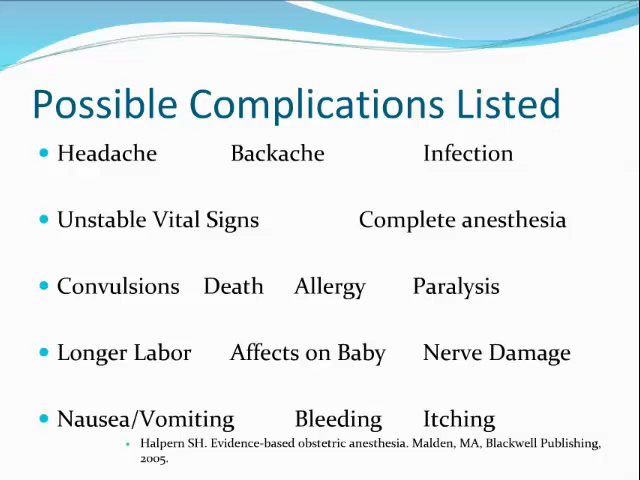 Possible Complications Listed
• Headache Backache Infection
• Unstable Vital Signs Complete anesthesia
• Convulsions Death Allergy Paralysis
• Longer Labor Affects on Baby Nerve Damage
• Nausea/Vomiting Bleeding Itching
• Halpern SH. Evidence-based obstetric anesthesia. Malden, MA, Blackwell Publishing,
2005.